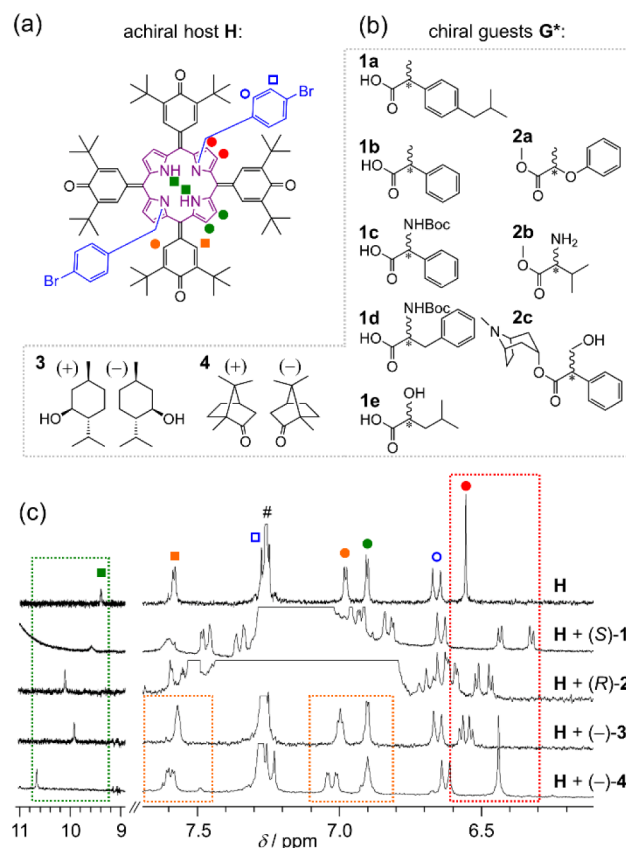 (a)
achiral host H:
Br
O
O
NH
N
N
HN
O
O
Br
3
(+)
(−)
HO
OH
4
(+)
(−)
O
O
(b)
chiral guests G*:
1a
HO
O
*
1b
HO
O
*
2a
O
O
*
O
1c
NHBoc
HO
O
*
2b
NH2
O
O
*
1d
NHBoc
HO
O
*
2c
N
OH
O
O
*
1e
OH
HO
O
*
(c)
#
H
H + (S)-1
H + (R)-2
H + (−)-3
H + (−)-4
11 10 9 7.5 7.0 6.5
δ / ppm